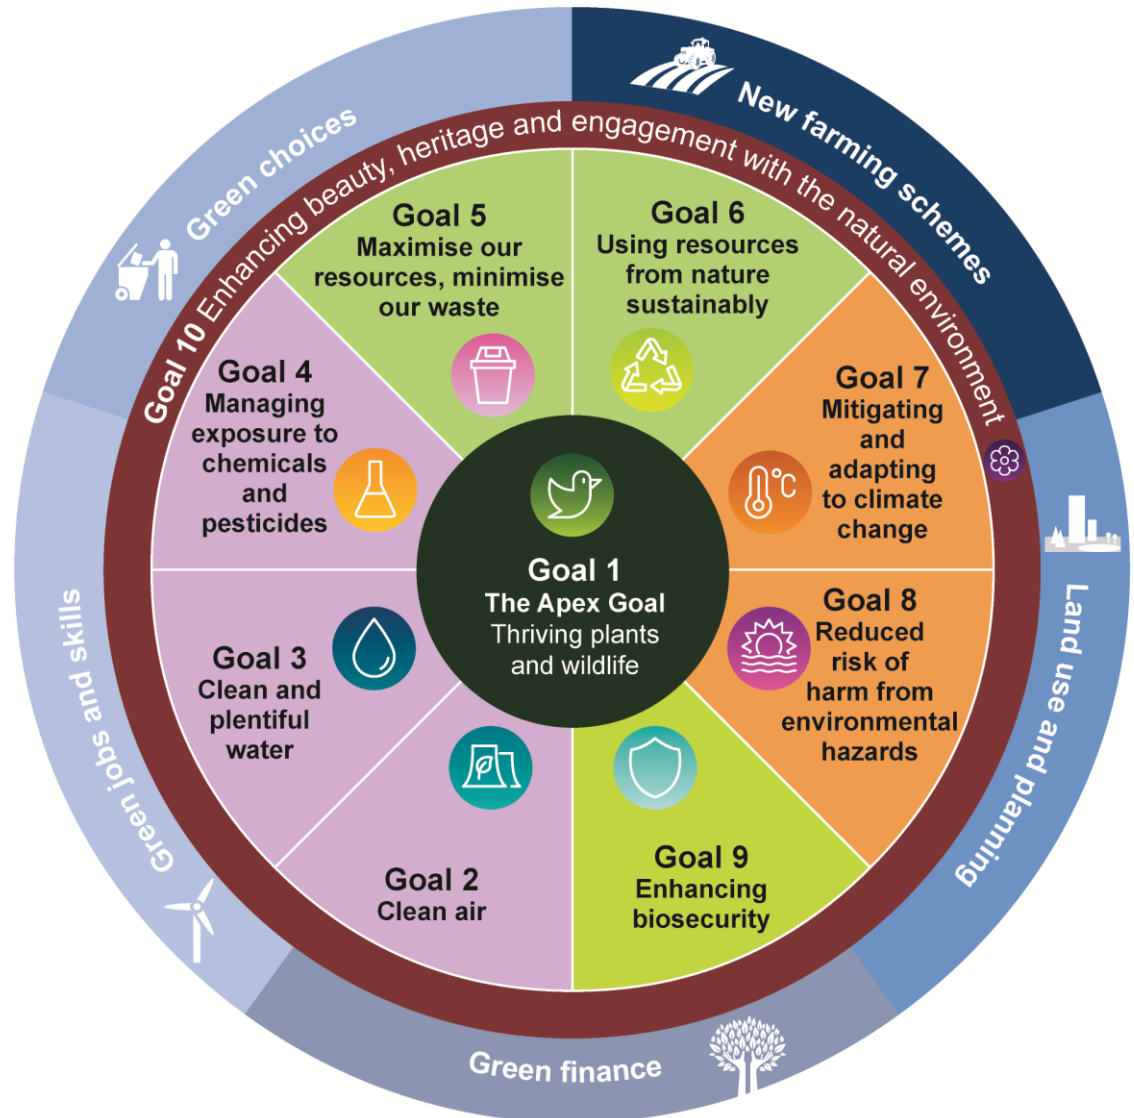 Green choices
New farming schemes
Goal 10 Enhancing beauty, heritage and engagement with the natural environment
Goal 5
Maximise our
resources, minimise
our waste
Goal 6
Using resources
from nature
sustainably
Goal 4
Managing
exposure to
chemicals
and
pesticides
Goal 7
Mitigating
and
adapting
to climate
change
°C
Goal 1
The Apex Goal
Thriving plants
and wildlife
Goal 3
Clean and
plentiful
water
Goal 8
Reduced
risk of
harm from
environmental
hazards
Goal 2
Clean air
Goal 9
Enhancing
biosecurity
Green jobs and skills
Land use and planning
Green finance